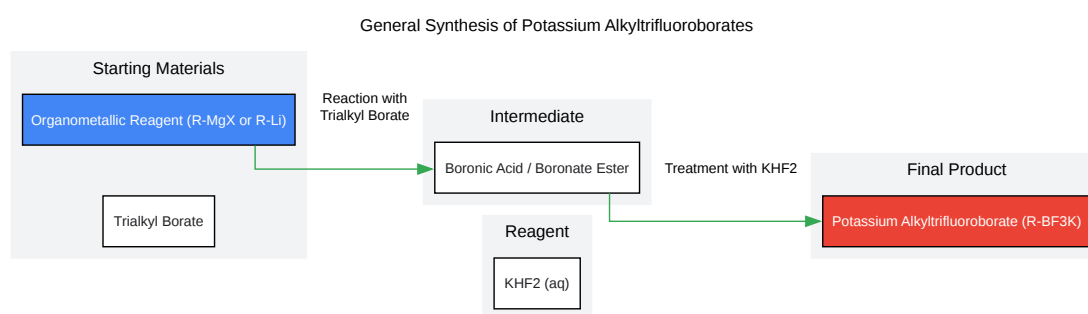 General Synthesis of Potassium Alkyltrifluoroborates
Starting Materials
Organometallic Reagent (R-MgX or R-Li)
Trialkyl Borate
Reaction with
Trialkyl Borate
Intermediate
Boronic Acid / Boronate Ester
Reagent
KHF2 (aq)
Treatment with KHF2
Final Product
Potassium Alkyltrifluoroborate (R-BF3K)